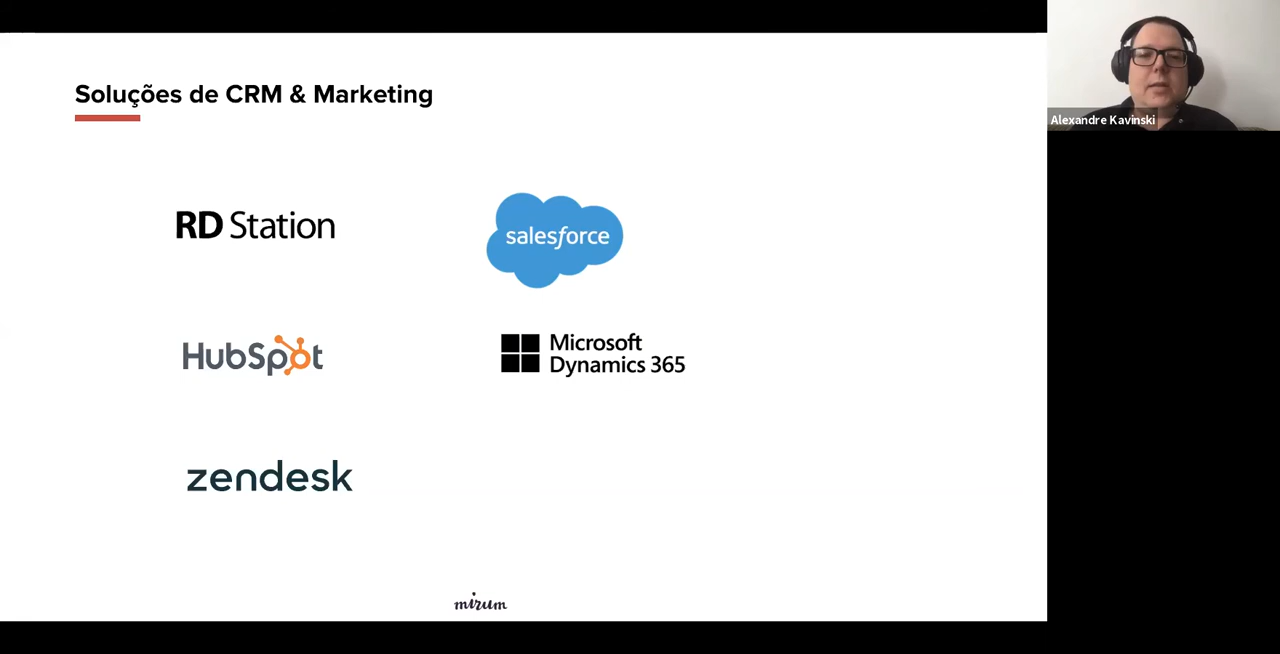 Soluções de CRM & Marketing
Alexandre Kavinski
RD Station
salesforce
HubSpot
Microsoft
Dynamics 365
zendesk
mirum